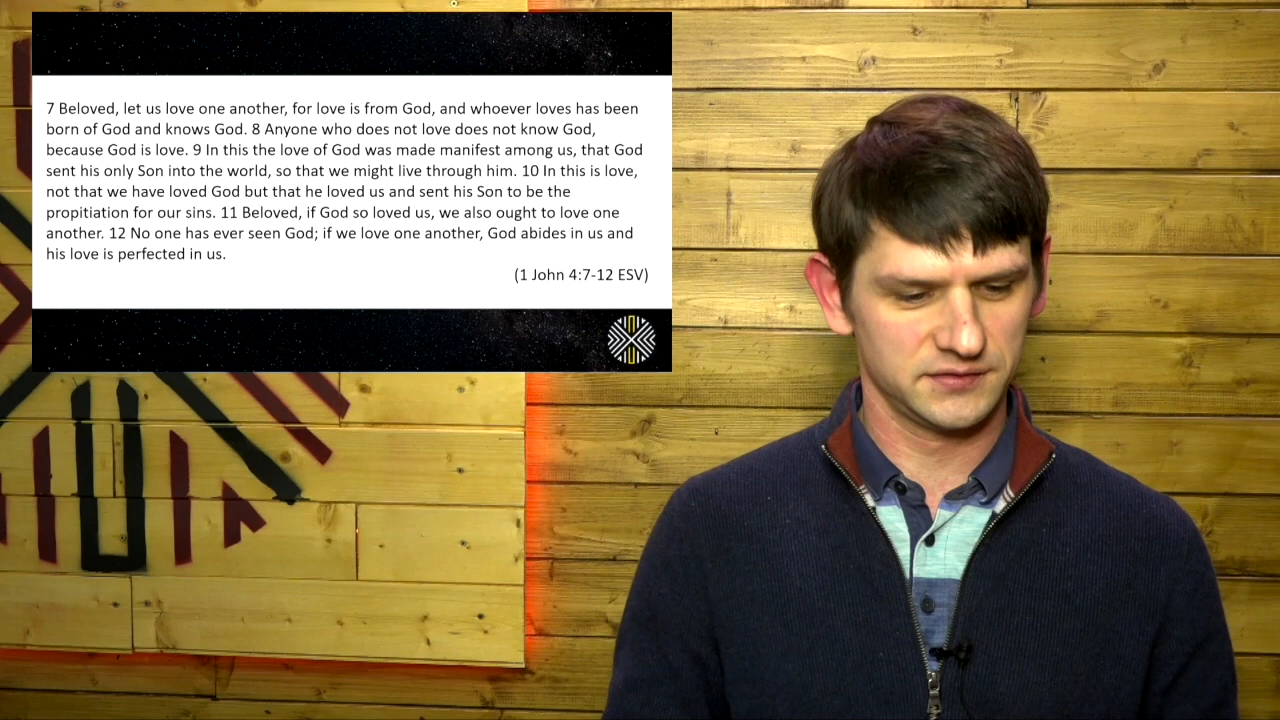 7 Beloved, let us love one another, for love is from God, and whoever loves has been
born of God and knows God. 8 Anyone who does not love does not know God,
because God is love. 9 In this the love of God was made manifest among us, that God
sent his only Son into the world, so that we might live through him. 10 In this is love,
not that we have loved God but that he loved us and sent his Son to be the
propitiation for our sins. 11 Beloved, if God so loved us, we also ought to love one
another. 12 No one has ever seen God; if we love one another, God abides in us and
his love is perfected in us.
(1 John 4:7-12 ESV)